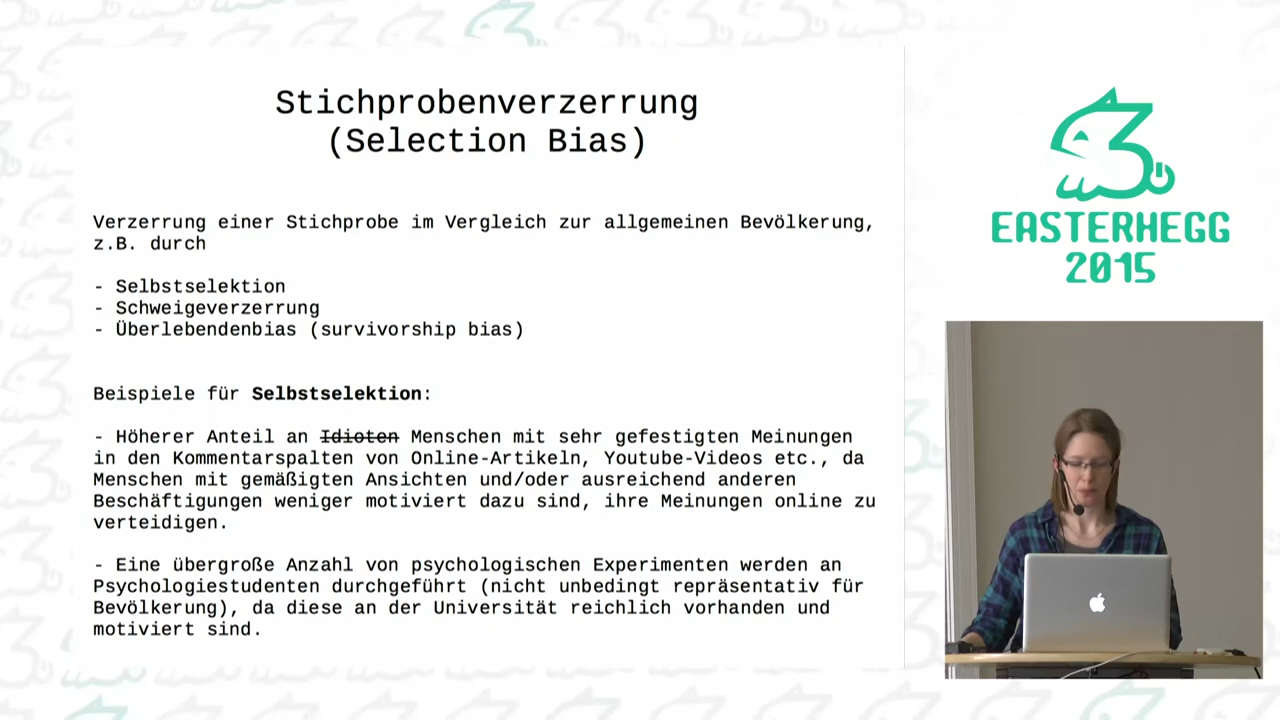 Stichprobenverzerrung
(Selection Bias)
Verzerrung einer Stichprobe im Vergleich zur allgemeinen Bevölkerung,
z.B. durch
- Selbstselektion
- Schweigeverzerrung
- Überlebendenbias (survivorship bias)
Beispiele für Selbstselektion:
- Höherer Anteil an Idioten Menschen mit sehr gefestigten Meinungen
in den Kommentarspalten von Online-Artikeln, Youtube-Videos etc., da
Menschen mit gemäßigten Ansichten und/oder ausreichend anderen
Beschäftigungen weniger motiviert dazu sind, ihre Meinungen online zu
verteidigen.
- Eine übergroße Anzahl von psychologischen Experimenten werden an
Psychologiestudenten durchgeführt (nicht unbedingt repräsentativ für
Bevölkerung), da diese an der Universität reichlich vorhanden und
motiviert sind.
EASTERHEGG
2015